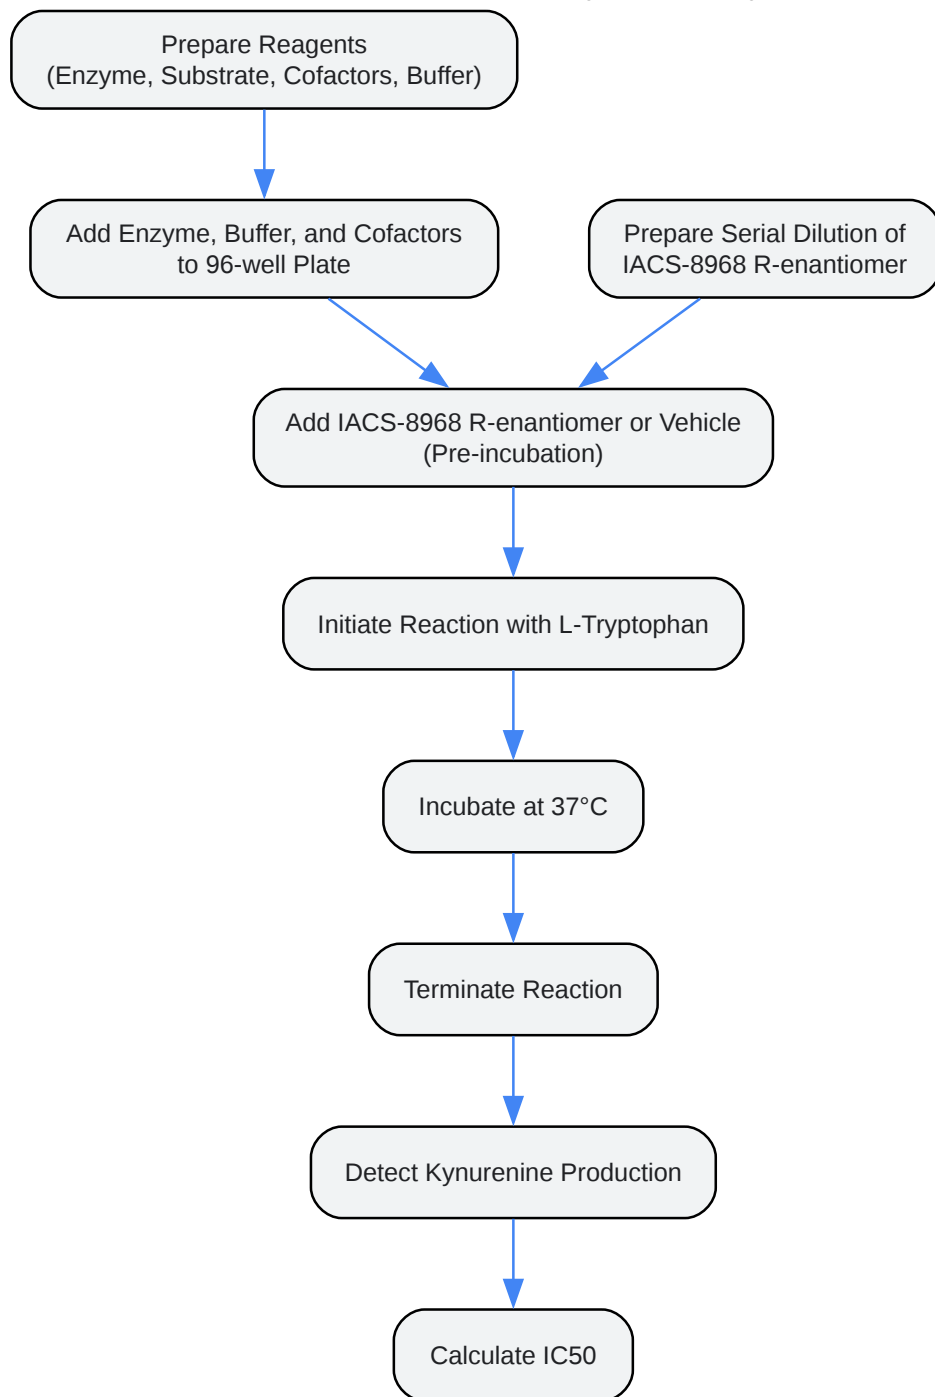 Prepare Reagents
(Enzyme, Substrate, Cofactors, Buffer)
Add Enzyme, Buffer, and Cofactors
to 96-well Plate
Prepare Serial Dilution of
IACS-8968 R-enantiomer
Add IACS-8968 R-enantiomer or Vehicle
(Pre-incubation)
Initiate Reaction with L-Tryptophan
Incubate at 37°C
Terminate Reaction
Detect Kynurenine Production
Calculate IC50